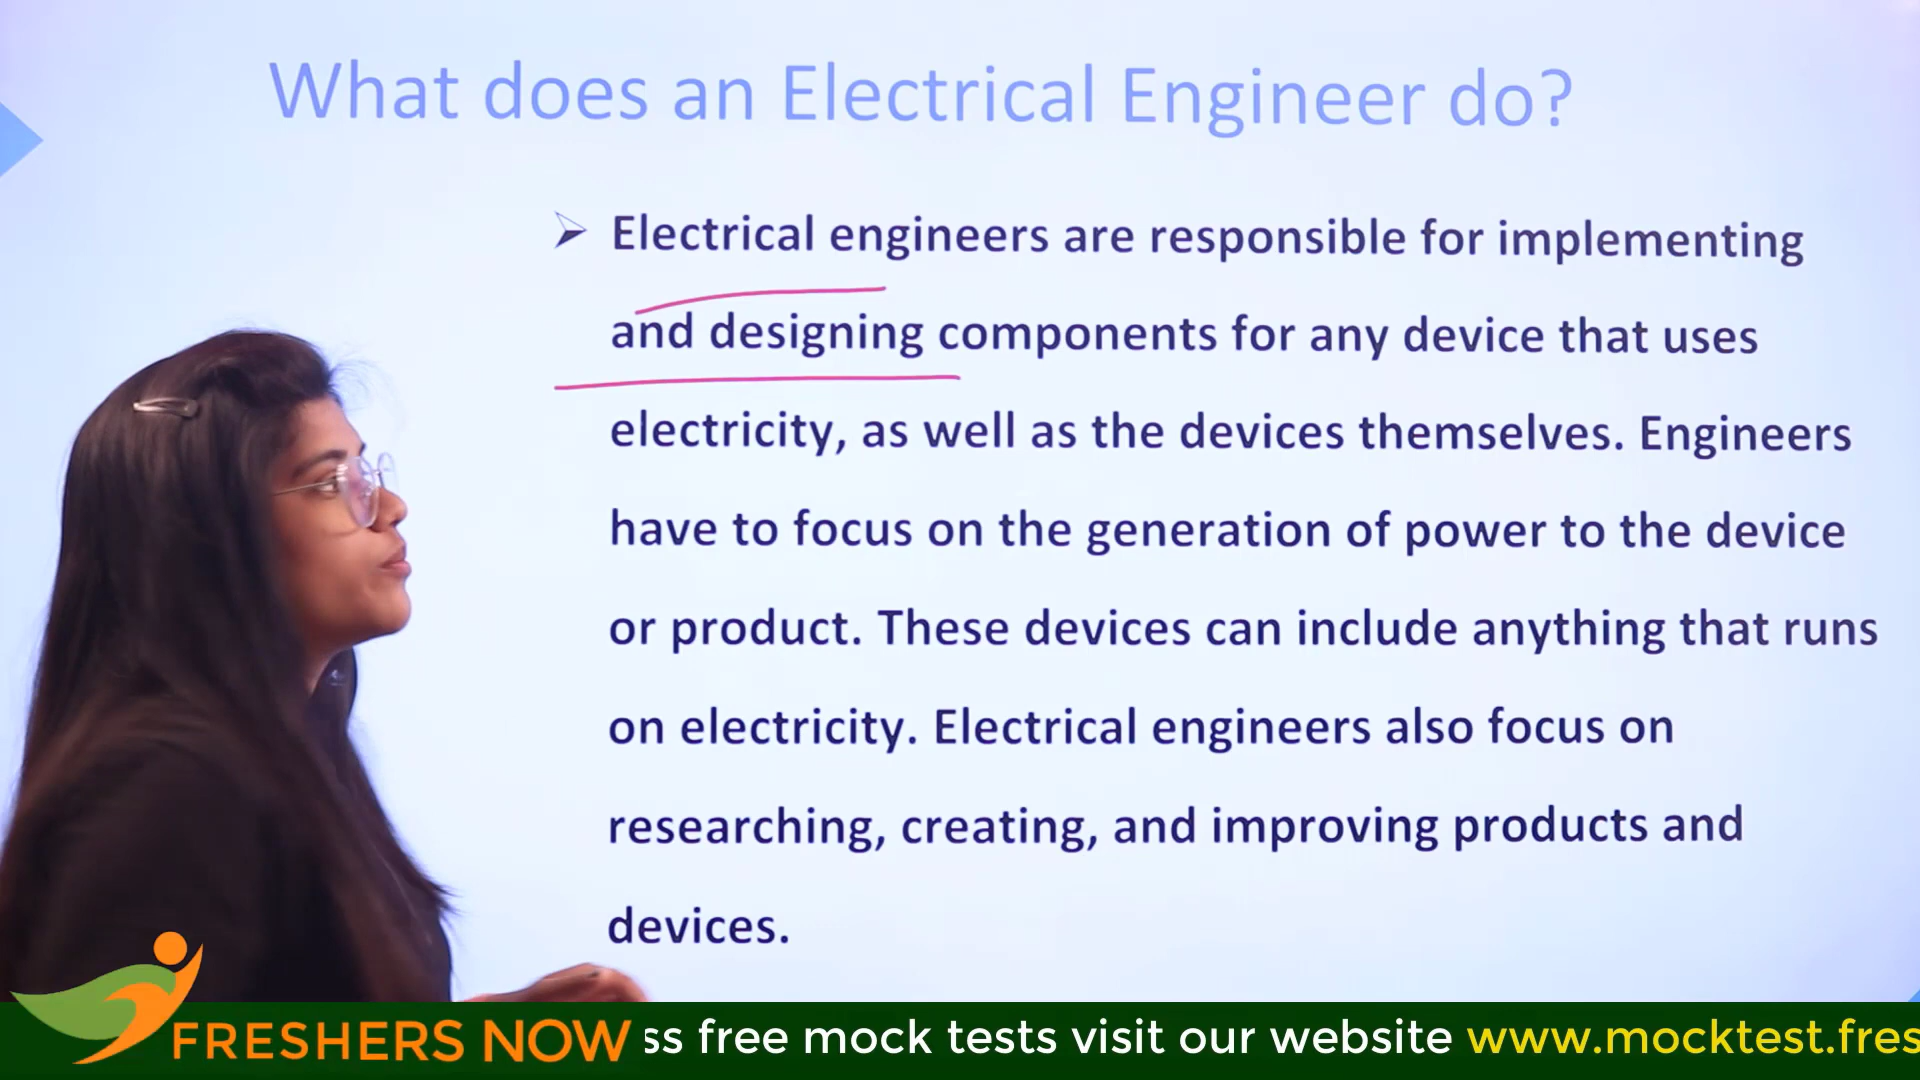 What does an Electrical Engineer do?
➢ Electrical engineers are responsible for implementing
and designing components for any device that uses
electricity, as well as the devices themselves. Engineers
have to focus on the generation of power to the device
or product. These devices can include anything that runs
on electricity. Electrical engineers also focus on
researching, creating, and improving products and
devices.
FRESHERS NOW ss free mock tests visit our website www.mocktest.fres